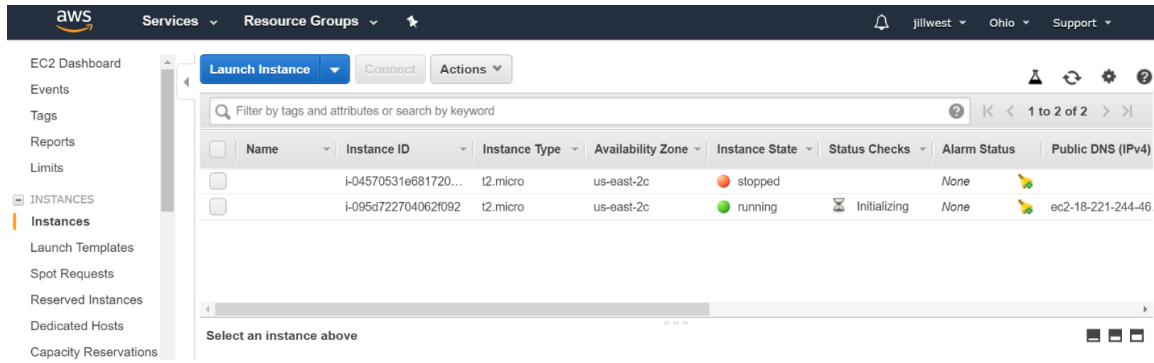 aws Services Resource Groups jillwest Ohio Support
EC2 Dashboard
Events
Tags
Reports
Limits
INSTANCES
Instances
Launch Templates
Spot Requests
Reserved Instances
Dedicated Hosts
Capacity Reservations
Launch Instance Connect Actions
Filter by tags and attributes or search by keyword 1 to 2 of 2
Name Instance ID Instance Type Availability Zone Instance State Status Checks Alarm Status Public DNS (IPv4)
i-04570531e681720... t2.micro us-east-2c stopped None
i-095d722704062f092 t2.micro us-east-2c running Initializing None ec2-18-221-244-46.
Select an instance above